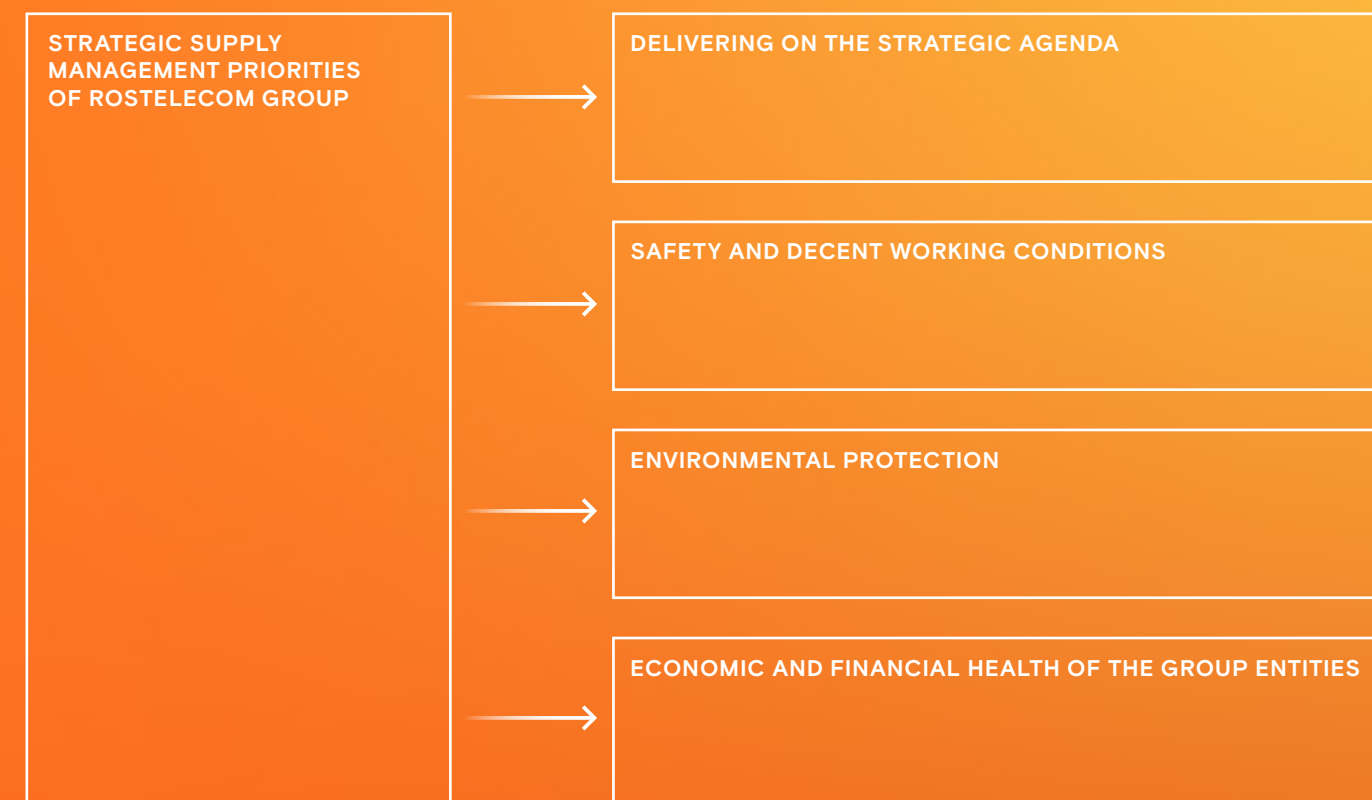 STRATEGIC SUPPLY
MANAGEMENT PRIORITIES
OF ROSTELECOM GROUP
DELIVERING ON THE STRATEGIC AGENDA
SAFETY AND DECENT WORKING CONDITIONS
ENVIRONMENTAL PROTECTION
ECONOMIC AND FINANCIAL HEALTH OF THE GROUP ENTITIES